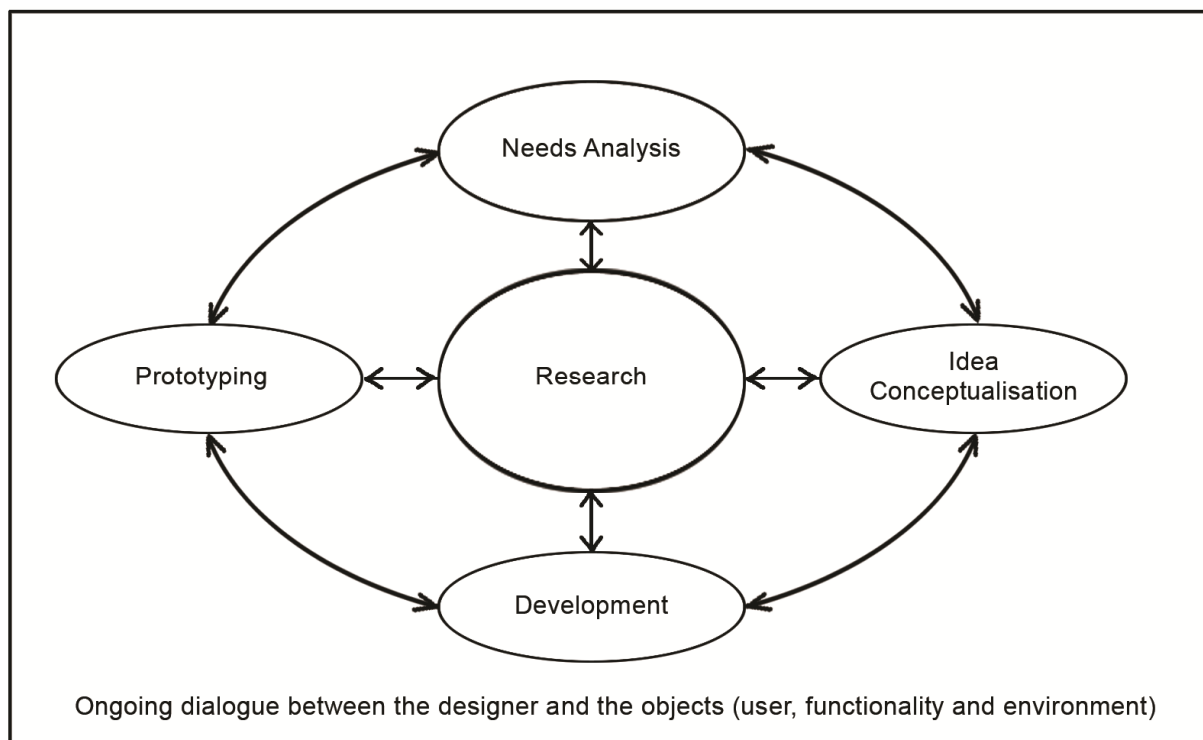 Needs Analysis
Prototyping
Research
Idea
Conceptualisation
Development
Ongoing dialogue between the designer and the objects (user, functionality and environment)